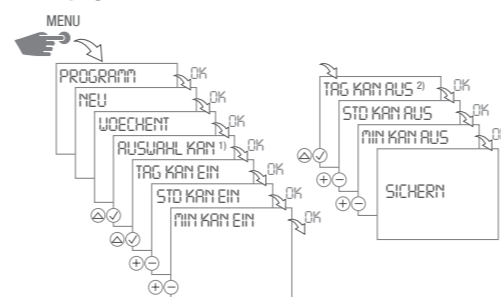 MENU
PROGRAMM
OK
NEU
OK
WOECHENT
OK
AUSWAHL KAN 1)
OK
TAG KAN EIN
OK
STD KAN EIN
OK
MIN KAN EIN
OK
TAG KAN AUS 2)
OK
STD KAN AUS
OK
MIN KAN AUS
SICHERN